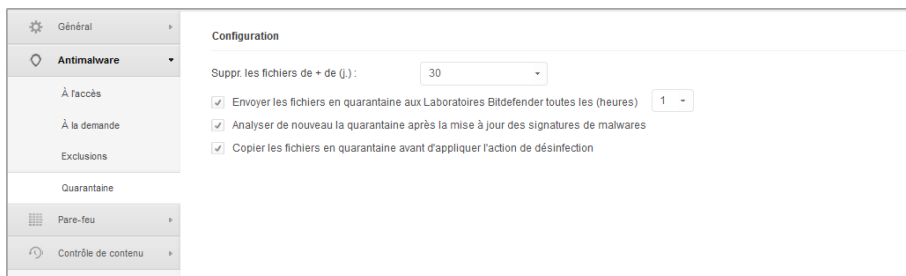 Général
Antimalware
À l'accès
À la demande
Exclusions
Quarantaine
Pare-feu
Contrôle de contenu
Configuration
Suppr. les fichiers de + de (j.) : 30
Envoyer les fichiers en quarantaine aux Laboratoires Bitdefender toutes les (heures) 1
Analyser de nouveau la quarantaine après la mise à jour des signatures de malwares
Copier les fichiers en quarantaine avant d'appliquer l'action de désinfection